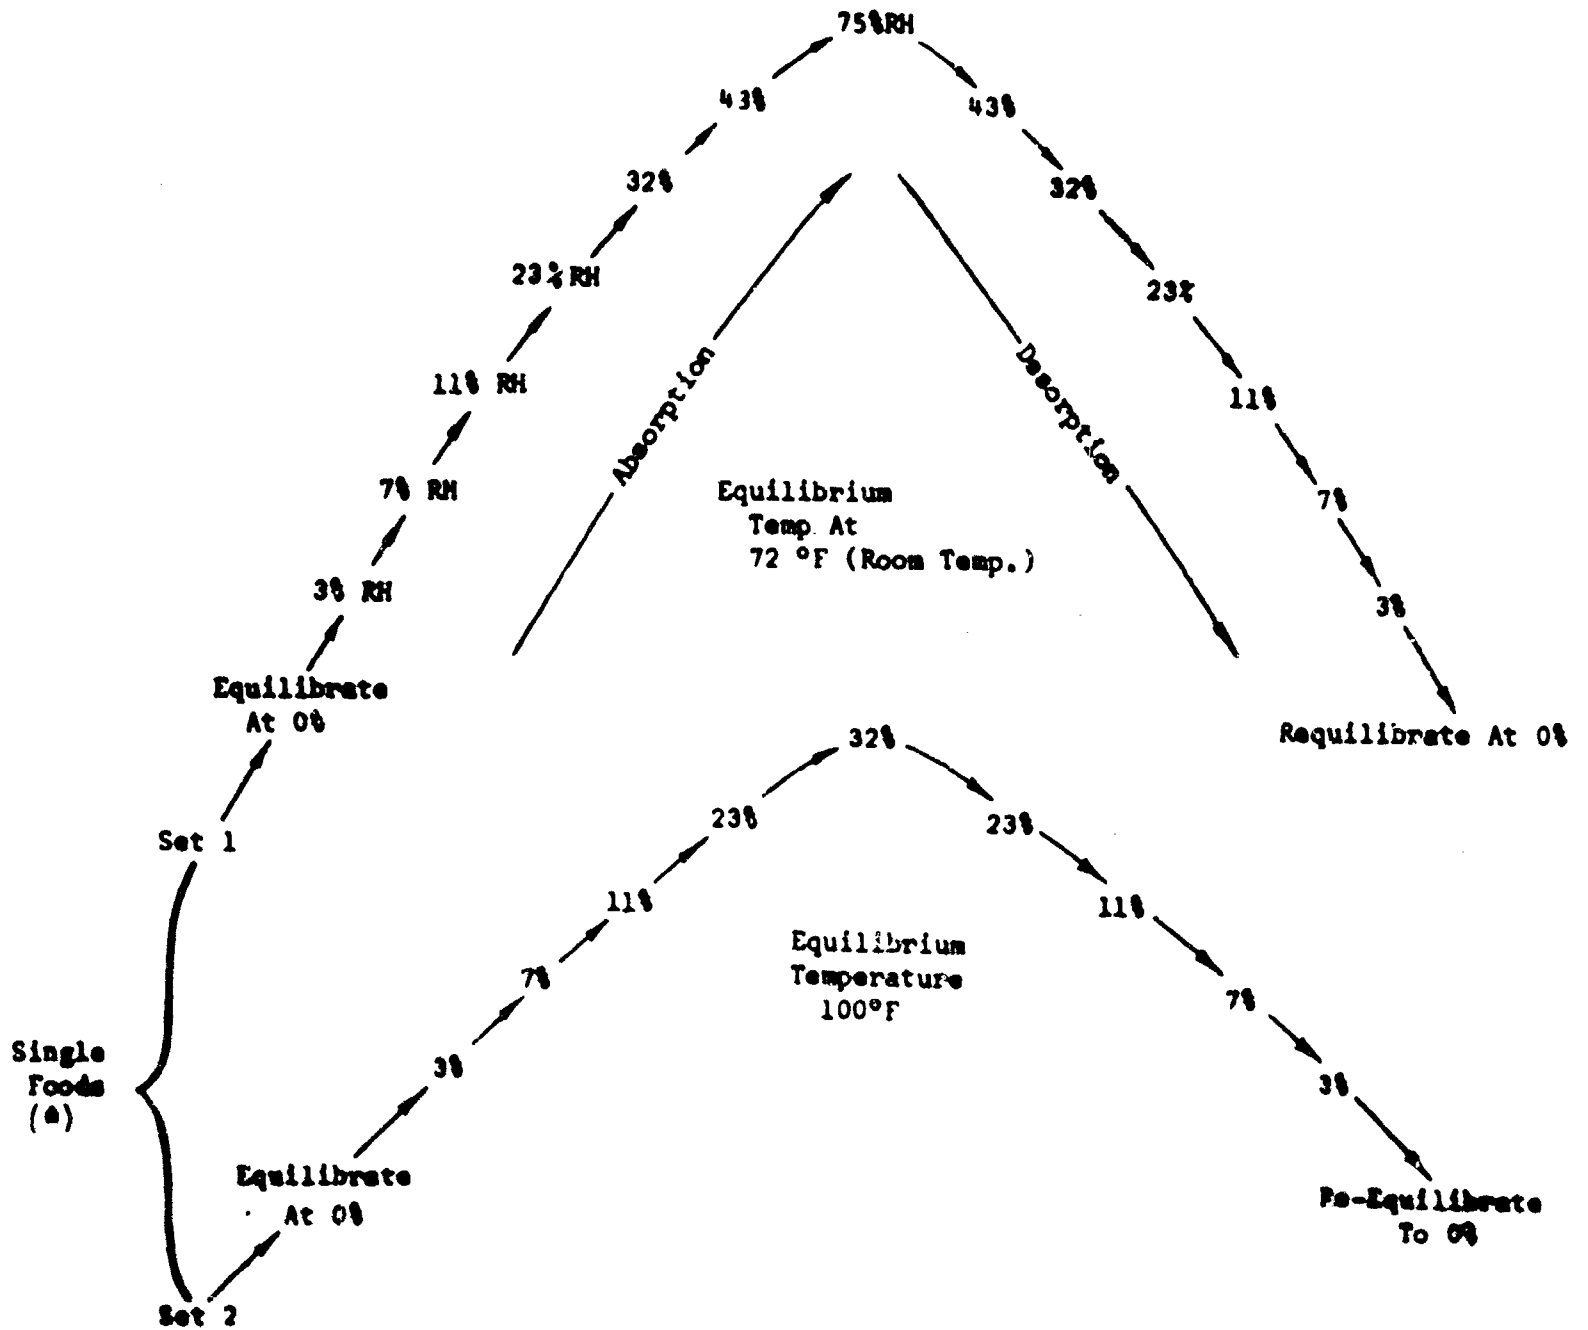 75%RH
43%
32%
23%RH
11% RH
7% RH
3% RH
Equilibrate
At 0%
Set 1
43%
32%
23%
11%
7%
3%
Requilibrate At 0%
Absorption
Desorption
Equilibrium
Temp. At
72 °F (Room Temp.)
Single
Foods
32%
23%
11%
7%
3%
Equilibrate
At 0%
Set 2
23%
11%
7%
3%
Re-Equilibrate
To 0%
Equilibrium
Temperature
100°F